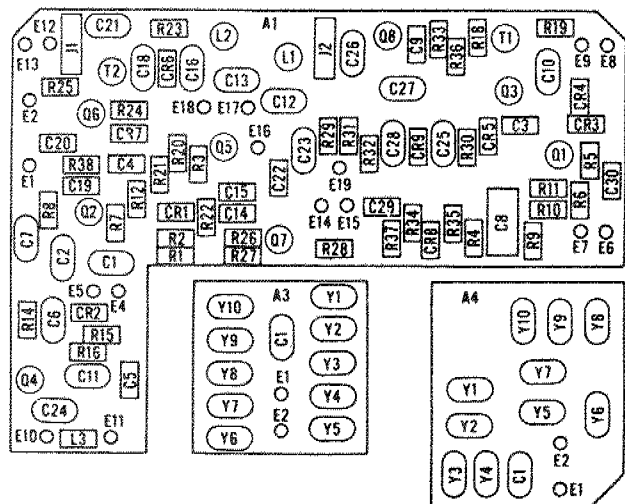 E12 J1 C21 R23 L2 A1 J2 C26 Q8 C9 R33 R36 R18 T1 R19
E13 T2 C18 CR6 C16 L1 E9 E8
R25 C13 C27 Q3 C10 CR4
E2 Q6 R24 E18 E17 C12
CR7 C3 CR3
C20 R21 R20 R3 Q5 E16 C23 R29 R31 R32 C28 CR9 C25 R30 CR5 Q1 R5
E1 R38 C4 C22 E19 C30
C19 R12 C15 R11 R6
R8 Q2 R7 CR1 R22 C14 E14 E15 C29 R34 R35 C8 R10
C7 C2 R2 R26 Q7 R37 CR8 R4 R9 E7 E6
C1 R1 R27 R28
E5 E4 A3 Y1 A4
R14 C6 CR2 Y10 Y2 Y10 Y9 Y8
R15 Y9 C1
R16 Y8 Y3 Y7
Q4 C11 C5 E1 Y4 Y1
C24 Y7 E2 Y5 Y2 Y5 Y6
E10 L3 E11 Y6 E2
Y3 Y4 C1 E1